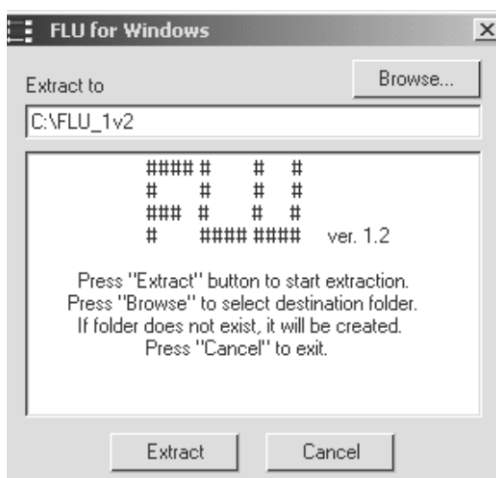 FLU for Windows
Browse...
Extract to
C:\FLU_1v2
#### #     #   #
#      #     #   #
###  #     #   #
#      #### ####   ver. 1.2
Press "Extract" button to start extraction.
Press "Browse" to select destination folder.
If folder does not exist, it will be created.
Press "Cancel" to exit.
Extract Cancel